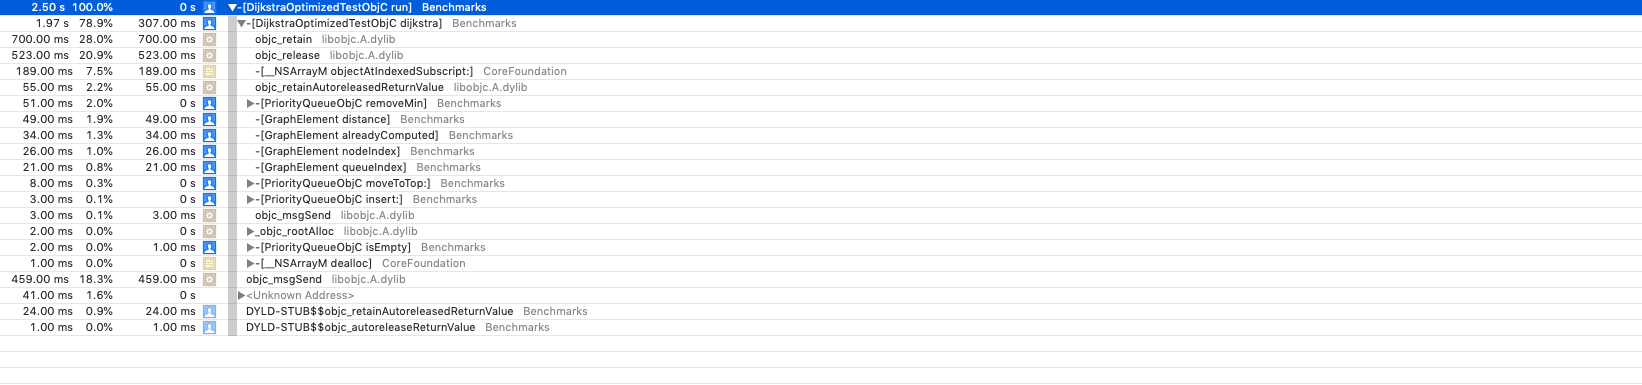 2.50 s 100.0% 0 s ▼-[DijkstraOptimizedTestObjC run] Benchmarks
1.97 s 78.9% 307.00 ms ▼-[DijkstraOptimizedTestObjC dijkstra] Benchmarks
700.00 ms 28.0% 700.00 ms objc_retain libobjc.A.dylib
523.00 ms 20.9% 523.00 ms objc_release libobjc.A.dylib
189.00 ms 7.5% 189.00 ms -[__NSArrayM objectAtIndexedSubscript:] CoreFoundation
55.00 ms 2.2% 55.00 ms objc_retainAutoreleasedReturnValue libobjc.A.dylib
51.00 ms 2.0% 0 s ▶-[PriorityQueueObjC removeMin] Benchmarks
49.00 ms 1.9% 49.00 ms -[GraphElement distance] Benchmarks
34.00 ms 1.3% 34.00 ms -[GraphElement alreadyComputed] Benchmarks
26.00 ms 1.0% 26.00 ms -[GraphElement nodeIndex] Benchmarks
21.00 ms 0.8% 21.00 ms -[GraphElement queueIndex] Benchmarks
8.00 ms 0.3% 0 s ▶-[PriorityQueueObjC moveToTop:] Benchmarks
3.00 ms 0.1% 0 s ▶-[PriorityQueueObjC insert:] Benchmarks
3.00 ms 0.1% 3.00 ms objc_msgSend libobjc.A.dylib
2.00 ms 0.0% 0 s ▶_objc_rootAlloc libobjc.A.dylib
2.00 ms 0.0% 1.00 ms ▶-[PriorityQueueObjC isEmpty] Benchmarks
1.00 ms 0.0% 0 s ▶-[__NSArrayM dealloc] CoreFoundation
459.00 ms 18.3% 459.00 ms objc_msgSend libobjc.A.dylib
41.00 ms 1.6% 0 s ▶<Unknown Address>
24.00 ms 0.9% 24.00 ms DYLD-STUB$$objc_retainAutoreleasedReturnValue Benchmarks
1.00 ms 0.0% 1.00 ms DYLD-STUB$$objc_autoreleaseReturnValue Benchmarks